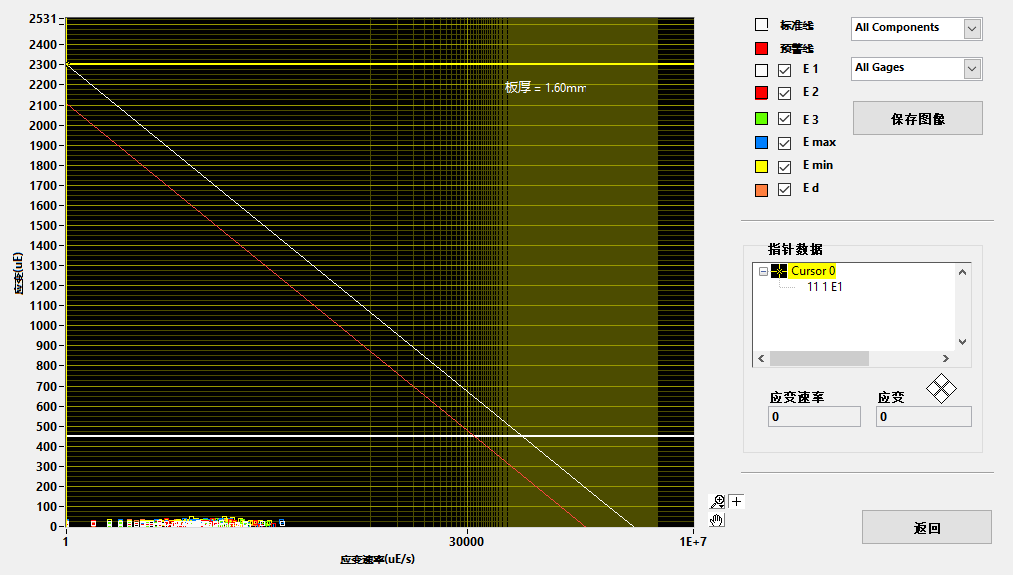 2531
2400
2300
2200
2100
2000
1900
1800
1700
1600
1500
1400
1300
1200
1100
1000
900
800
700
600
500
400
300
200
100
0
应变(uE)
板厚 = 1.60mm
1
30000
1E+7
应变速率(uE/s)
标准线
预警线
E 1
E 2
E 3
E max
E min
E d
All Components
All Gages
保存图像
指针数据
Cursor 0
11 1 E1
应变速率
应变
0
0
返回